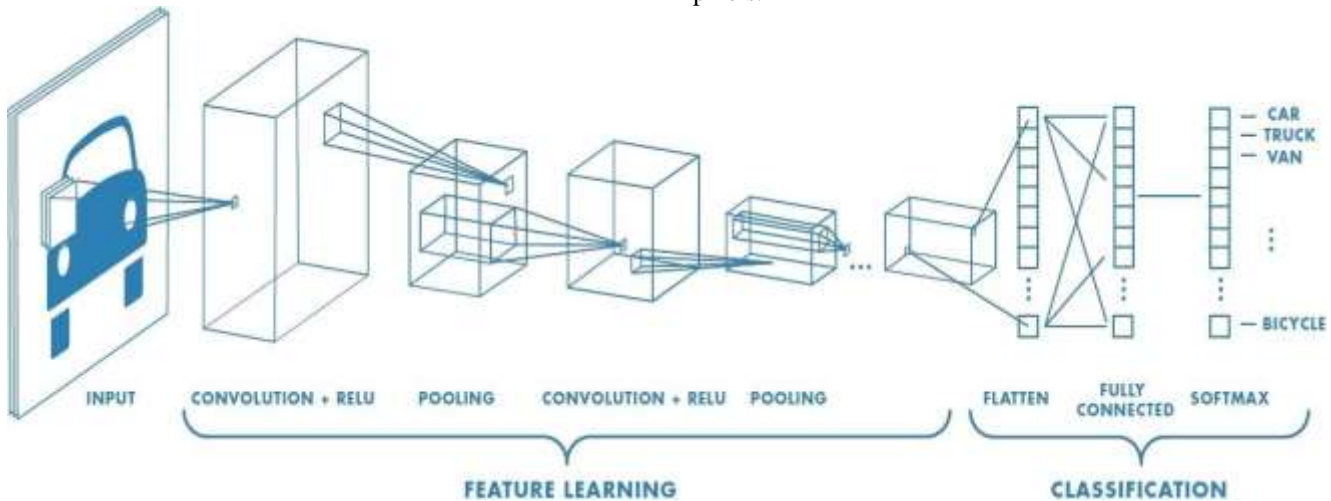 CAR
TRUCK
VAN
BICYCLE
INPUT
CONVOLUTION + RELU
POOLING
CONVOLUTION + RELU
POOLING
FLATTEN
FULLY
CONNECTED
SOFTMAX
FEATURE LEARNING
CLASSIFICATION